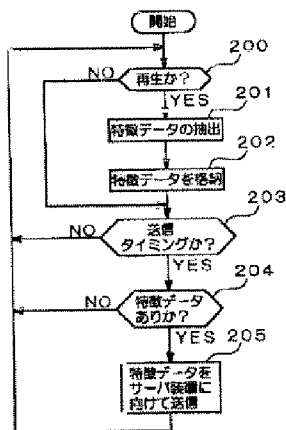 開始
200
再生か?
NO
YES
201
特徴データの抽出
202
特徴データを格納
203
送信
タイミングか?
NO
YES
204
特徴データ
ありか?
NO
YES
205
特徴データを
サーバ装置に
向けて送信